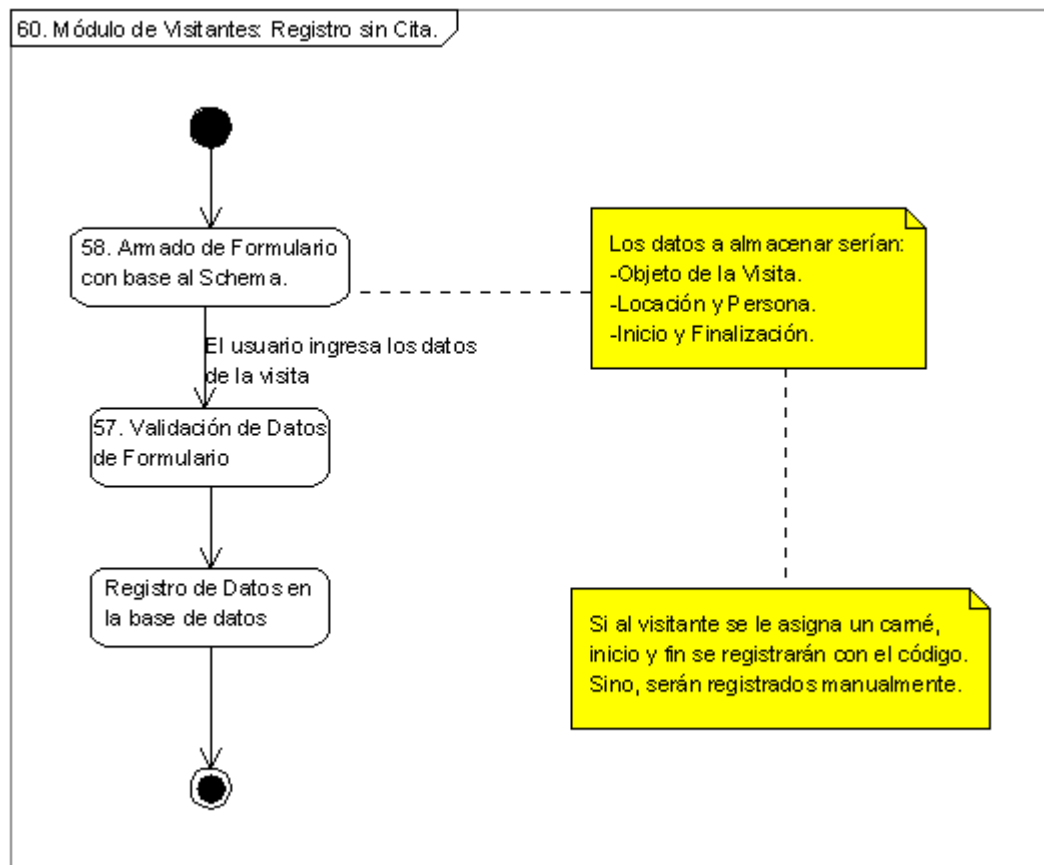 60. Módulo de Visitantes: Registro sin Cita.
58. Armado de Formulario
con base al Schema.
Los datos a almacenar serían:
-Objeto de la Visita.
-Locación y Persona.
-Inicio y Finalización.
El usuario ingresa los datos
de la visita
57. Validación de Datos
de Formulario
Registro de Datos en
la base de datos
Si al visitante se le asigna un carné,
inicio y fin se registrarán con el código.
Sino, serán registrados manualmente.